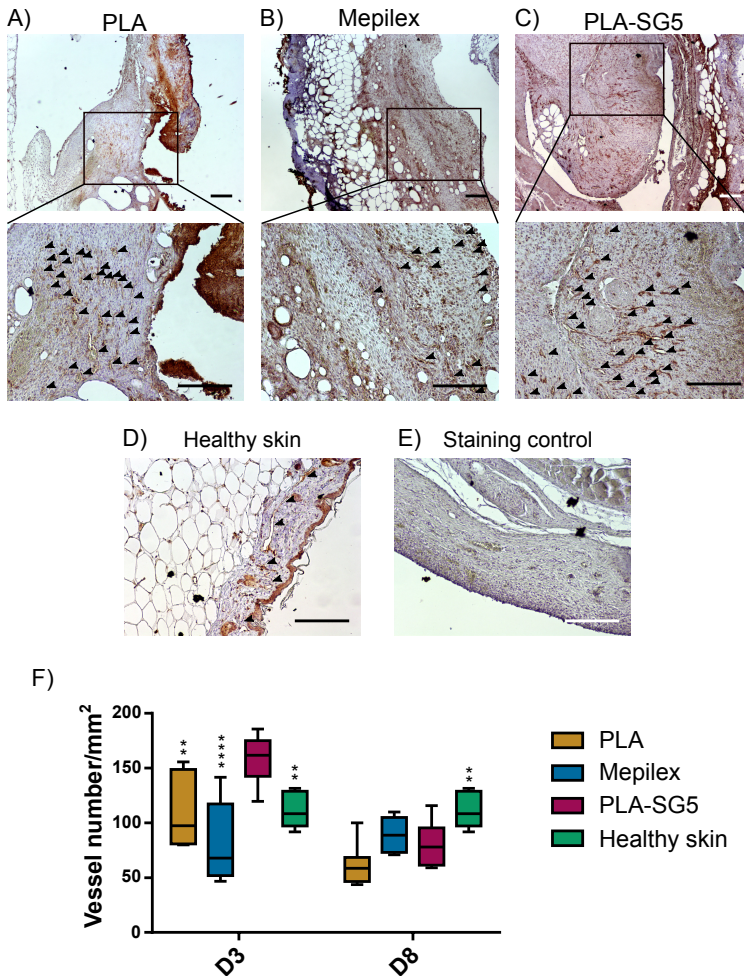 A) PLA
B) Mepilex
C) PLA-SG5
D) Healthy skin
E) Staining control
F)
Vessel number/mm²
200
150
100
50
0
**
****
**
**
D3
D8
PLA
Mepilex
PLA-SG5
Healthy skin